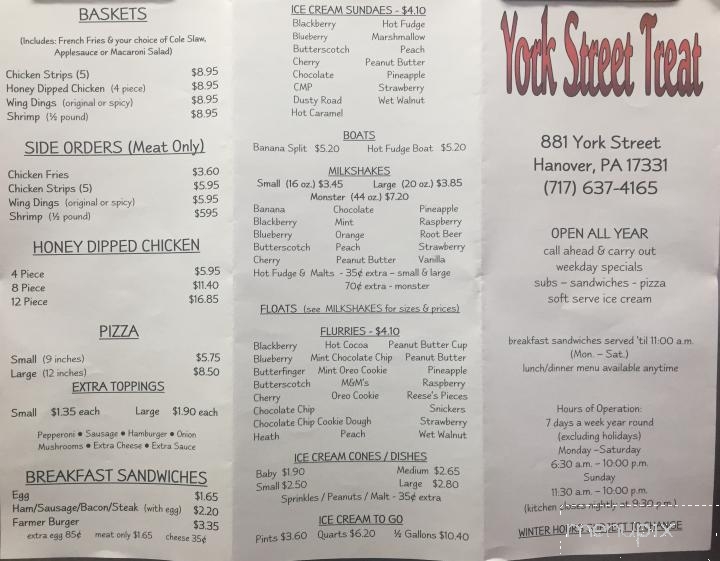 BASKETS
(Includes: French Fries & your choice of Cole Slaw,
Applesauce or Macaroni Salad)
Chicken Strips (5) $8.95
Honey Dipped Chicken (4 piece) $8.95
Wing Dings (original or spicy) $8.95
Shrimp (½ pound) $8.95
SIDE ORDERS (Meat Only)
Chicken Fries $3.60
Chicken Strips (5) $5.95
Wing Dings (original or spicy) $5.95
Shrimp (½ pound) $595
HONEY DIPPED CHICKEN
4 Piece $5.95
8 Piece $11.40
12 Piece $16.85
PIZZA
Small (9 inches) $5.75
Large (12 inches) $8.50
EXTRA TOPPINGS
Small $1.35 each Large $1.90 each
Pepperoni ● Sausage ● Hamburger ● Onion
Mushrooms ● Extra Cheese ● Extra Sauce
BREAKFAST SANDWICHES
Egg $1.65
Ham/Sausage/Bacon/Steak (with egg) $2.20
Farmer Burger $3.35
extra egg 85¢ meat only $1.65 cheese 35¢
ICE CREAM SUNDAES - $4.10
Blackberry Hot Fudge
Blueberry Marshmallow
Butterscotch Peach
Cherry Peanut Butter
Chocolate Pineapple
CMP Strawberry
Dusty Road Wet Walnut
Hot Caramel
BOATS
Banana Split $5.20 Hot Fudge Boat $5.20
MILKSHAKES
Small (16 oz.) $3.45 Large (20 oz.) $3.85
Monster (44 oz.) $7.20
Banana Chocolate Pineapple
Blackberry Mint Raspberry
Blueberry Orange Root Beer
Butterscotch Peach Strawberry
Cherry Peanut Butter Vanilla
Hot Fudge & Malts - 35¢ extra – small & large
70¢ extra - monster
FLOATS (see MILKSHAKES for sizes & prices)
FLURRIES - $4.10
Blackberry Hot Cocoa Peanut Butter Cup
Blueberry Mint Chocolate Chip Peanut Butter
Butterfinger Mint Oreo Cookie Pineapple
Butterscotch M&M's Raspberry
Cherry Oreo Cookie Reese's Pieces
Chocolate Chip Snickers
Chocolate Chip Cookie Dough Strawberry
Heath Peach Wet Walnut
ICE CREAM CONES / DISHES
Baby $1.90 Medium $2.65
Small $2.50 Large $2.80
Sprinkles / Peanuts / Malt - 35¢ extra
ICE CREAM TO GO
Pints $3.60 Quarts $6.20 ½ Gallons $10.40
York Street Treat
881 York Street
Hanover, PA 17331
(717) 637-4165
OPEN ALL YEAR
call ahead & carry out
weekday specials
subs – sandwiches - pizza
soft serve ice cream
breakfast sandwiches served 'til 11:00 a.m.
(Mon. – Sat.)
lunch/dinner menu available anytime
Hours of Operation:
7 days a week year round
(excluding holidays)
Monday –Saturday
6:30 a.m. – 10:00 p.m.
Sunday
11:30 a.m. – 10:00 p.m.
(kitchen closes nightly at 9:30 p.m.)
WINTER HOURS SUBJECT TO CHANGE
menupix